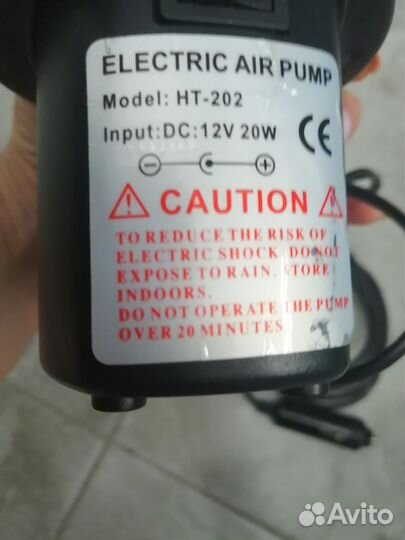 ELECTRIC AIR PUMP
Model: HT-202
Input:DC:12V 20W CE
CAUTION
TO REDUCE THE RISK OF
ELECTRIC SHOCK. DO NOT
EXPOSE TO RAIN. STORE
INDOORS.
DO NOT OPERATE THE PUMP
OVER 20 MINUTES
Avito